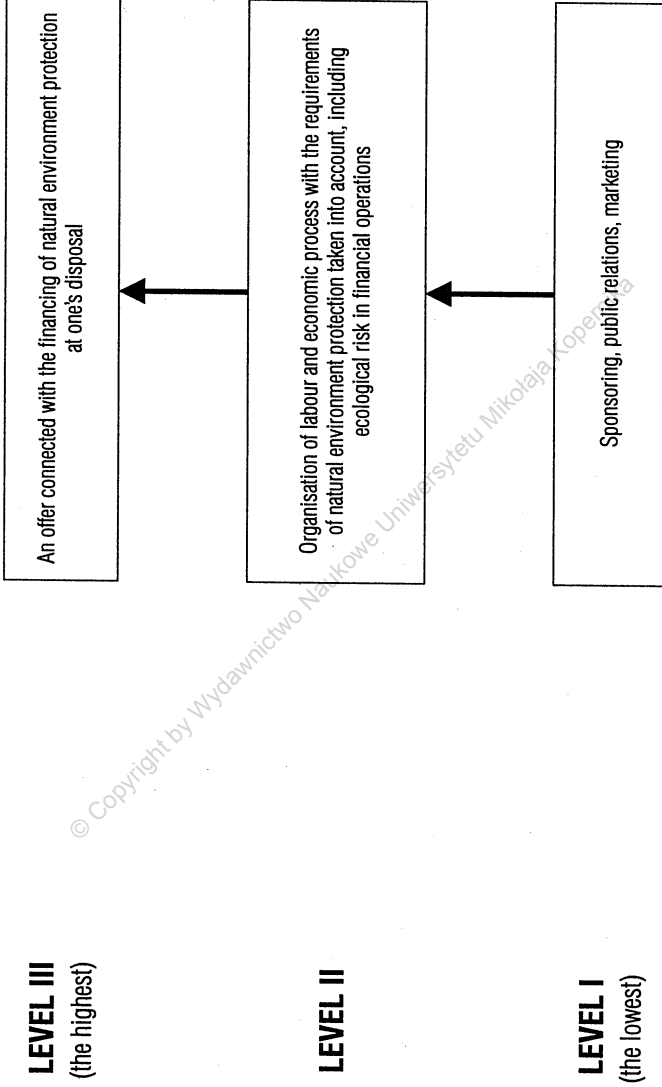 LEVEL III
(the highest)
An offer connected with the financing of natural environment protection
at one's disposal
LEVEL II
Organisation of labour and economic process with the requirements
of natural environment protection taken into account, including
ecological risk in financial operations
LEVEL I
(the lowest)
Sponsoring, public relations, marketing
© Copyright by Wydawnictwo Naukowe Uniwersytetu Mikołaja Kopernika